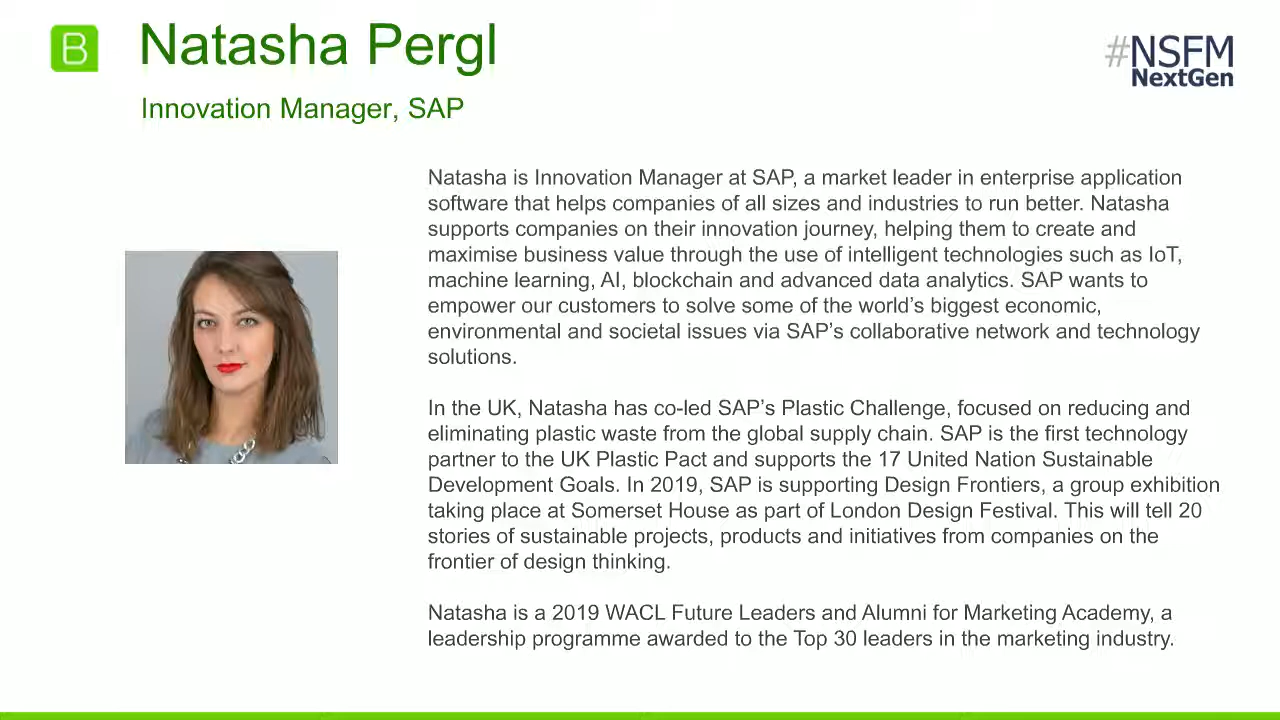 B
Natasha Pergl
#NSFM
NextGen
Innovation Manager, SAP
Natasha is Innovation Manager at SAP, a market leader in enterprise application
software that helps companies of all sizes and industries to run better. Natasha
supports companies on their innovation journey, helping them to create and
maximise business value through the use of intelligent technologies such as IoT,
machine learning, AI, blockchain and advanced data analytics. SAP wants to
empower our customers to solve some of the world’s biggest economic,
environmental and societal issues via SAP’s collaborative network and technology
solutions.
In the UK, Natasha has co-led SAP’s Plastic Challenge, focused on reducing and
eliminating plastic waste from the global supply chain. SAP is the first technology
partner to the UK Plastic Pact and supports the 17 United Nation Sustainable
Development Goals. In 2019, SAP is supporting Design Frontiers, a group exhibition
taking place at Somerset House as part of London Design Festival. This will tell 20
stories of sustainable projects, products and initiatives from companies on the
frontier of design thinking.
Natasha is a 2019 WACL Future Leaders and Alumni for Marketing Academy, a
leadership programme awarded to the Top 30 leaders in the marketing industry.